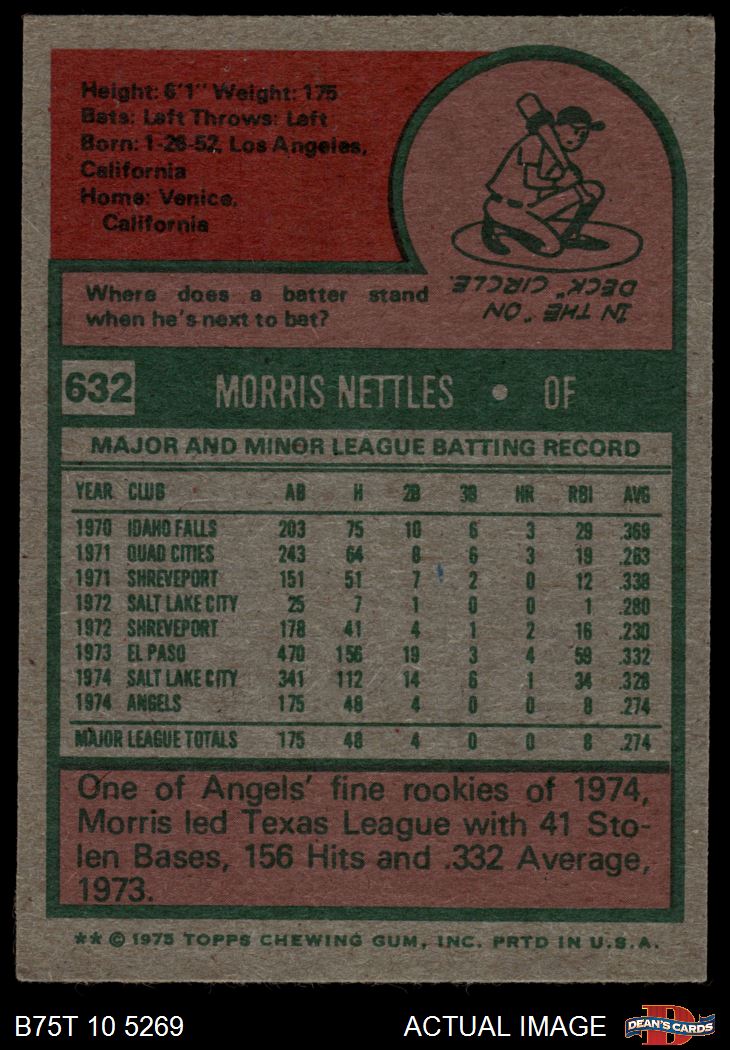 Height: 6'1" Weight: 175
Bats: Left Throws: Left
Born: 1-26-52, Los Angeles,
California
Home: Venice,
California
Where does a batter stand
when he's next to bat?
IN THE "ON
DECK" CIRCLE.
632 MORRIS NETTLES • OF
MAJOR AND MINOR LEAGUE BATTING RECORD
YEAR CLUB AB H 2B 3B HR RBI AVG
1970 IDAHO FALLS 203 75 10 6 3 29 .369
1971 QUAD CITIES 243 64 8 6 3 19 .263
1971 SHREVEPORT 151 51 7 2 0 12 .338
1972 SALT LAKE CITY 25 7 1 0 0 1 .280
1972 SHREVEPORT 178 41 4 1 2 16 .230
1973 EL PASO 470 156 19 3 4 59 .332
1974 SALT LAKE CITY 341 112 14 6 1 34 .328
1974 ANGELS 175 48 4 0 0 8 .274
MAJOR LEAGUE TOTALS 175 48 4 0 0 8 .274
One of Angels' fine rookies of 1974,
Morris led Texas League with 41 Sto-
len Bases, 156 Hits and .332 Average,
1973.
** © 1975 TOPPS CHEWING GUM, INC. PRTD IN U.S.A.
B75T 10 5269 ACTUAL IMAGE
D
DEAN'S CARDS